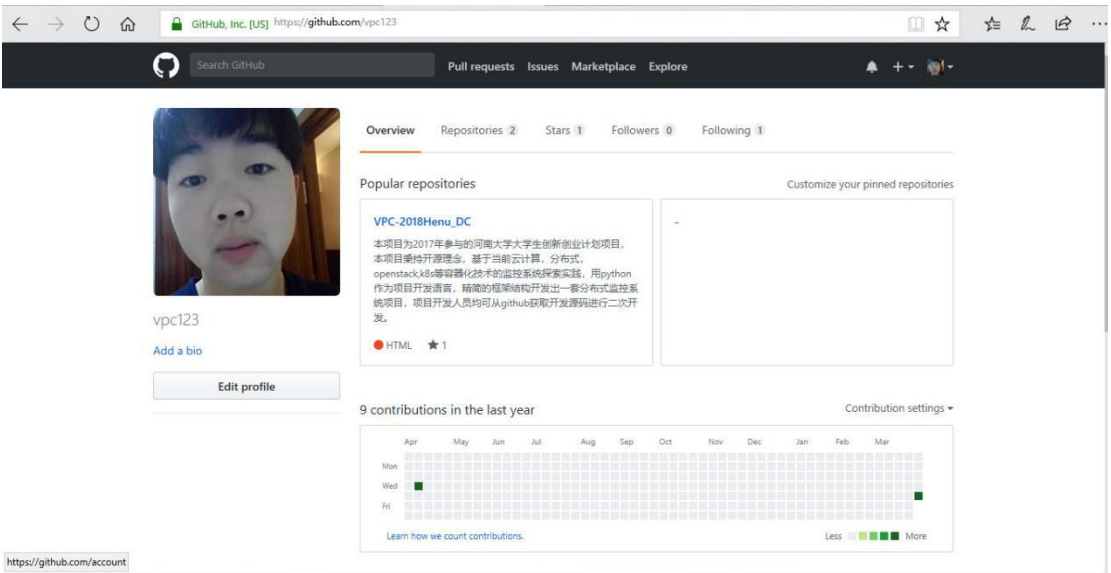 GitHub, Inc. [US] https://github.com/vpc123
Search GitHub Pull requests Issues Marketplace Explore
Overview Repositories 2 Stars 1 Followers 0 Following 1
Popular repositories Customize your pinned repositories
VPC-2018Henu_DC
-
本项目为2017年参与的河南大学大学生创新创业计划项目，
本项目秉持开源理念，基于当前云计算，分布式，
openstack,k8s等容器化技术的监控系统探索实践，用python
作为项目开发语言，精简的框架结构开发出一套分布式监控系
统项目，项目开发人员均可从github获取开发源码进行二次开
发。
HTML 1
vpc123
Add a bio
Edit profile
9 contributions in the last year Contribution settings
Apr May Jun Jul Aug Sep Oct Nov Dec Jan Feb Mar
Mon
Wed
Fri
Learn how we count contributions. Less More
https://github.com/account